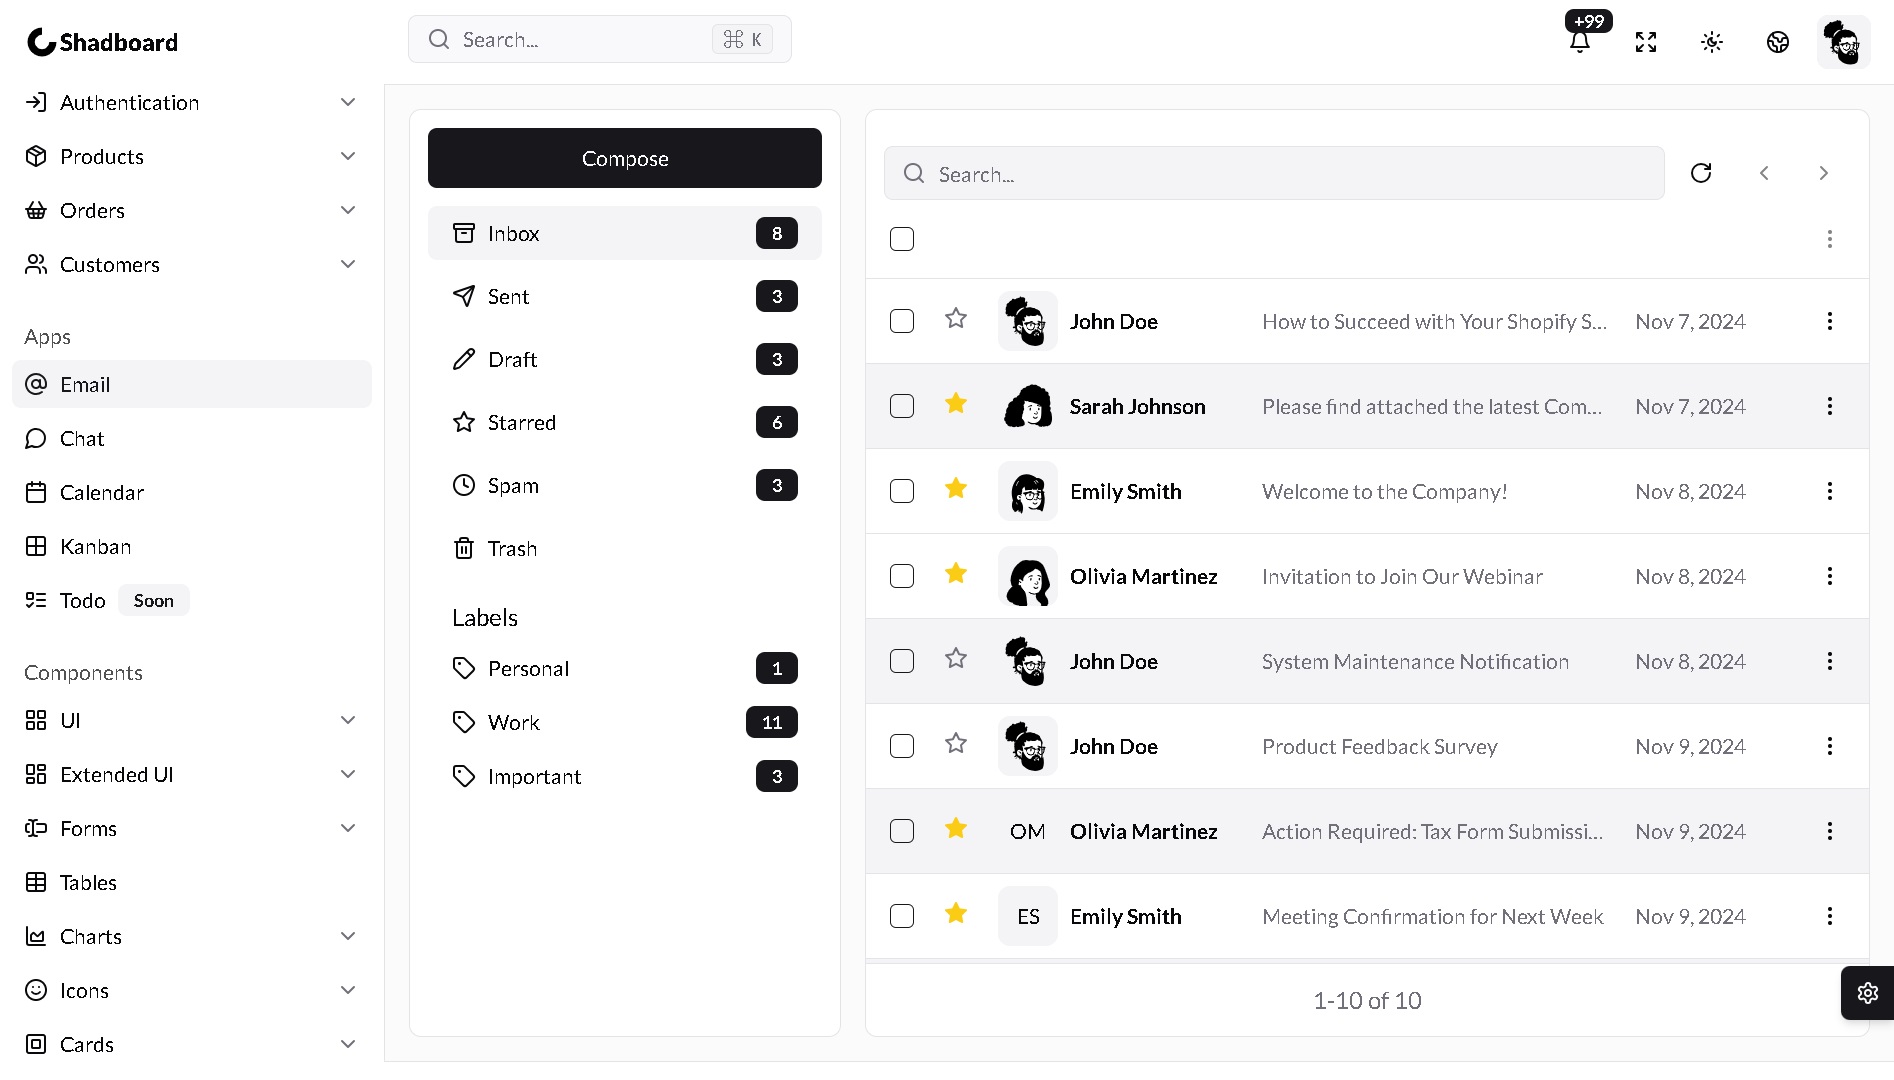 Shadboard
Search...
⌘ K
+99
Authentication
Products
Orders
Customers
Apps
Email
Chat
Calendar
Kanban
Todo Soon
Components
UI
Extended UI
Forms
Tables
Charts
Icons
Cards
Compose
Inbox 8
Sent 3
Draft 3
Starred 6
Spam 3
Trash
Labels
Personal 1
Work 11
Important 3
Search...
John Doe How to Succeed with Your Shopify S... Nov 7, 2024
Sarah Johnson Please find attached the latest Com... Nov 7, 2024
Emily Smith Welcome to the Company! Nov 8, 2024
Olivia Martinez Invitation to Join Our Webinar Nov 8, 2024
John Doe System Maintenance Notification Nov 8, 2024
John Doe Product Feedback Survey Nov 9, 2024
OM Olivia Martinez Action Required: Tax Form Submissi... Nov 9, 2024
ES Emily Smith Meeting Confirmation for Next Week Nov 9, 2024
1-10 of 10